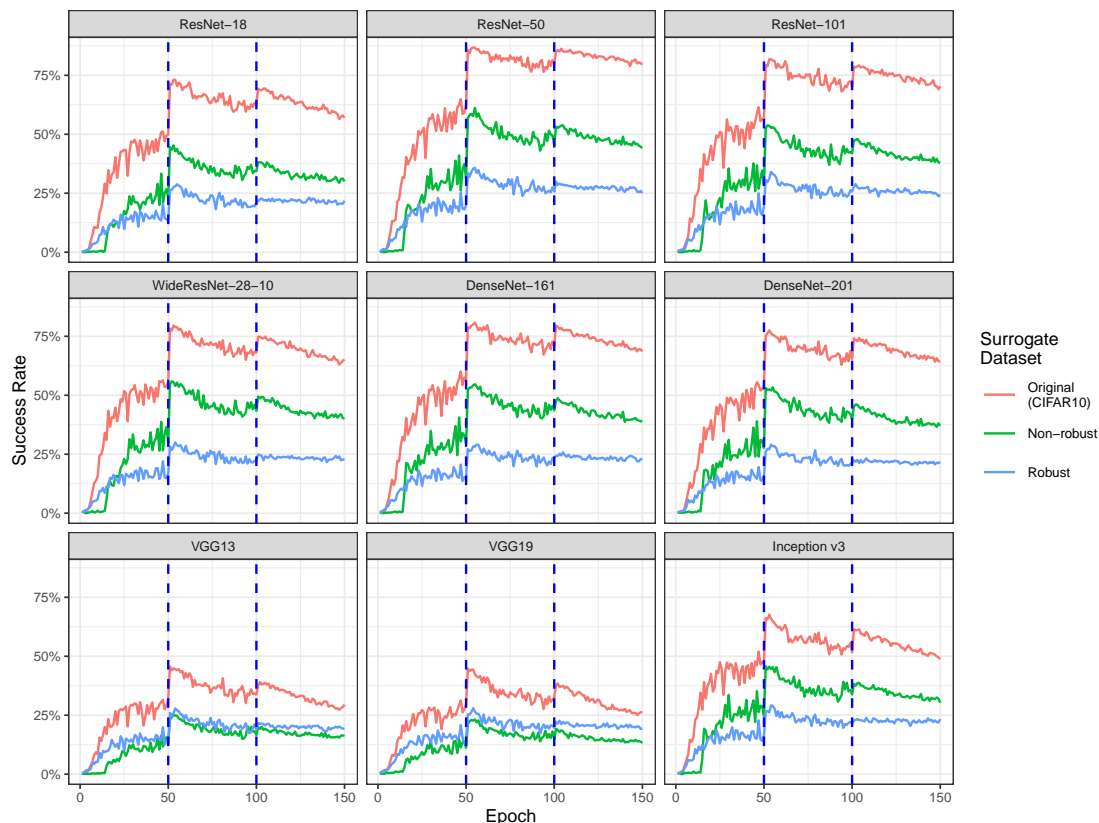 ResNet−18
ResNet−50
ResNet−101
75%
50%
25%
0%
WideResNet−28−10
DenseNet−161
DenseNet−201
75%
50%
25%
0%
VGG13
VGG19
Inception v3
75%
50%
25%
0%
0 50 100 150
0 50 100 150
0 50 100 150
Epoch
Success Rate
Surrogate
Dataset
Original
(CIFAR10)
Non−robust
Robust